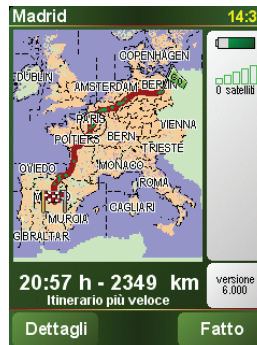 Madrid 14:3
COPENHAGEN
DUBLIN
AMSTERDAM BERLIN
PARIS
VIENNA
POITIERS BERN
TRIESTE
OVIEDO MONACO
ROMA
MURCIA CAGLIARI
GIBRALTAR
0 satelliti
20:57 h - 2349 km
Itinerario più veloce
versione
6.000
Dettagli Fatto